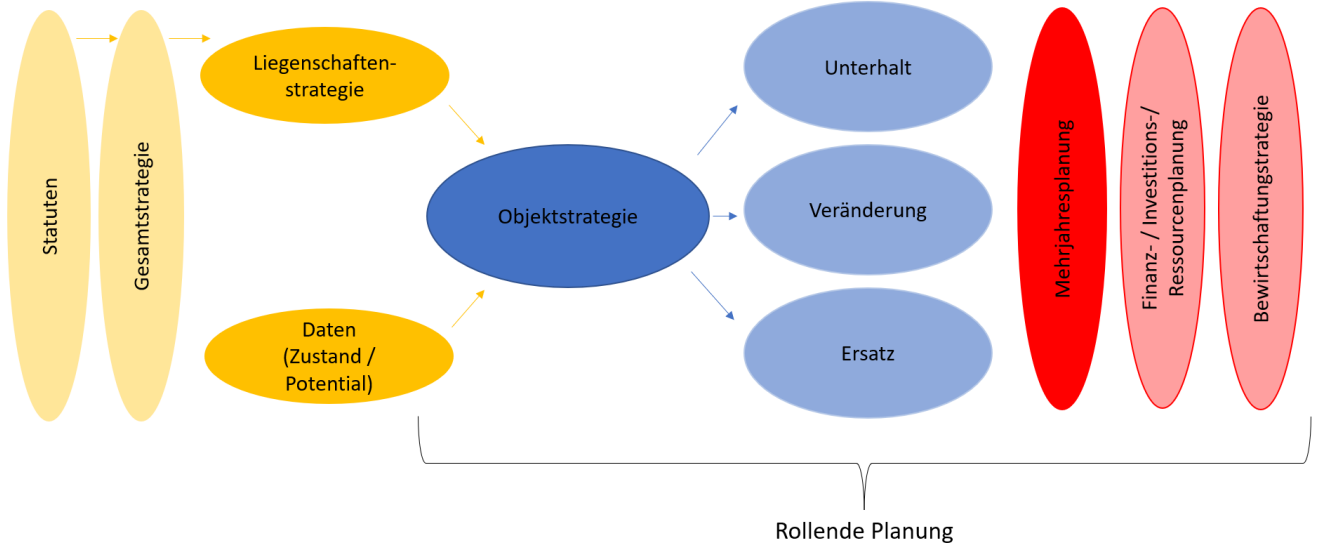 Statuten
Gesamtstrategie
Liegenschaften-
strategie
Daten
(Zustand /
Potential)
Objektstrategie
Unterhalt
Veränderung
Ersatz
Mehrjahresplanung
Finanz- / Investitions-/
Ressourcenplanung
Bewirtschaftungstrategie
Rollende Planung